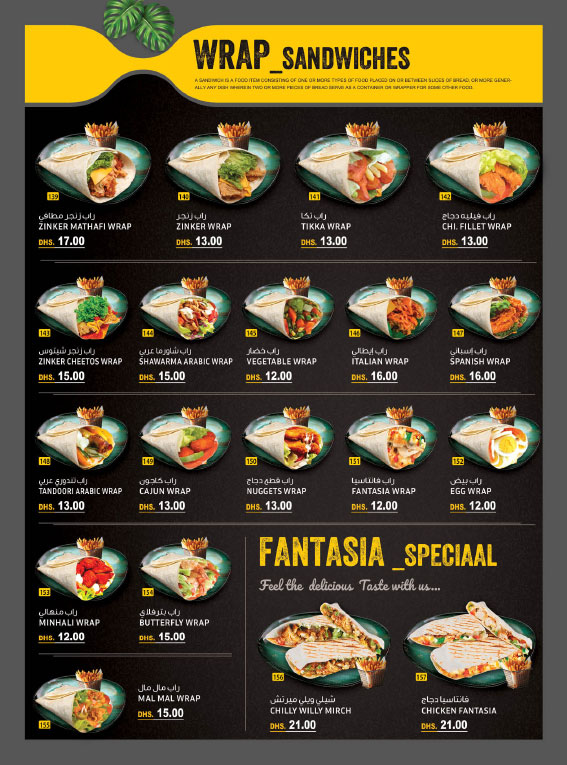 WRAP_SANDWICHES
A SANDWICH IS A FOOD ITEM CONSISTING OF ONE OR MORE TYPES OF FOOD PLACED ON OR BETWEEN SLICES OF BREAD, OR MORE GENER-
ALLY ANY DISH WHEREIN TWO OR MORE PIECES OF BREAD SERVE AS A CONTAINER OR WRAPPER FOR SOME OTHER FOOD.
139
راب زنجر مطافي
ZINKER MATHAFI WRAP
DHS. 17.00
140
راب زنجر
ZINKER WRAP
DHS. 13.00
141
راب تكا
TIKKA WRAP
DHS. 13.00
142
راب فيليه دجاج
CHI. FILLET WRAP
DHS. 13.00
143
راب زنجر شيتوس
ZINKER CHEETOS WRAP
DHS. 15.00
144
راب شاورما عربي
SHAWARMA ARABIC WRAP
DHS. 15.00
145
راب خضار
VEGETABLE WRAP
DHS. 12.00
146
راب إيطالي
ITALIAN WRAP
DHS. 16.00
147
راب إسباني
SPANISH WRAP
DHS. 16.00
148
راب تندوري عربي
TANDOORI ARABIC WRAP
DHS. 13.00
149
راب كاجون
CAJUN WRAP
DHS. 13.00
150
راب قطع دجاج
NUGGETS WRAP
DHS. 13.00
151
راب فانتاسيا
FANTASIA WRAP
DHS. 12.00
152
راب بيض
EGG WRAP
DHS. 12.00
153
راب منهالي
MINHALI WRAP
DHS. 12.00
154
راب بترفلاي
BUTTERFLY WRAP
DHS. 15.00
155
راب مال مال
MAL MAL WRAP
DHS. 15.00
FANTASIA _SPECIAAL
Feel the delicious Taste with us...
156
شيلي ويلي ميرتش
CHILLY WILLY MIRCH
DHS. 21.00
157
فانتاسيا دجاج
CHICKEN FANTASIA
DHS. 21.00